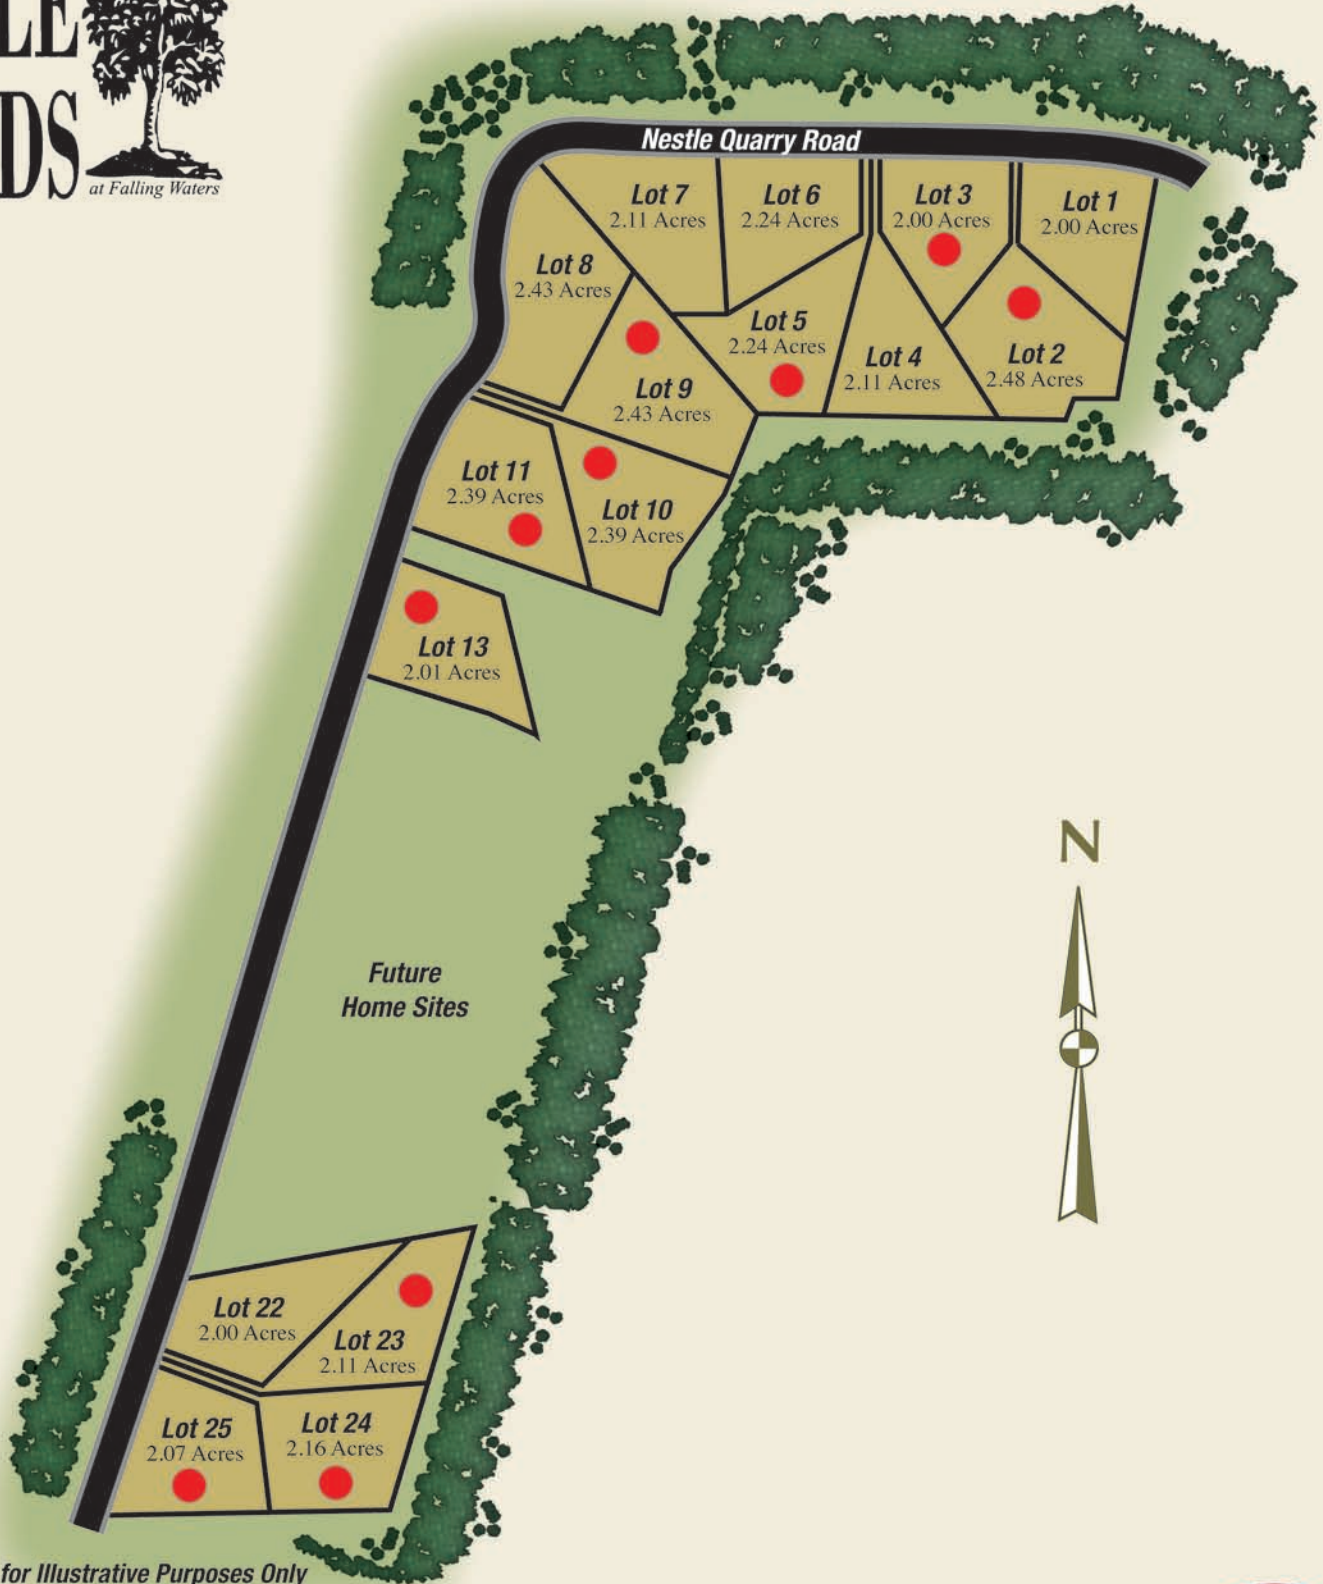 LE
DS
at Falling Waters
Nestle Quarry Road
Lot 7
2.11 Acres
Lot 6
2.24 Acres
Lot 3
2.00 Acres
Lot 1
2.00 Acres
Lot 8
2.43 Acres
Lot 5
2.24 Acres
Lot 4
2.11 Acres
Lot 2
2.48 Acres
Lot 9
2.43 Acres
Lot 11
2.39 Acres
Lot 10
2.39 Acres
Lot 13
2.01 Acres
N
Future
Home Sites
Lot 22
2.00 Acres
Lot 23
2.11 Acres
Lot 25
2.07 Acres
Lot 24
2.16 Acres
for Illustrative Purposes Only